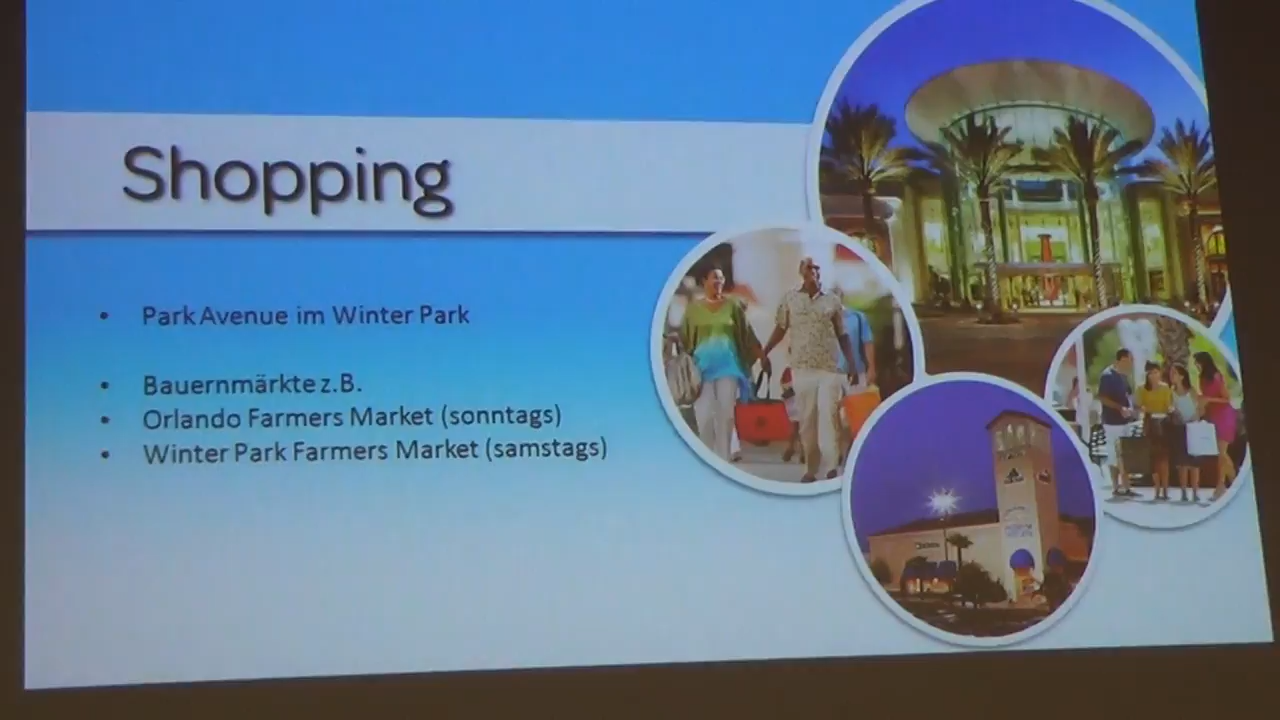 Shopping
• Park Avenue im Winter Park
• Bauernmärkte z.B.
• Orlando Farmers Market (sonntags)
• Winter Park Farmers Market (samstags)